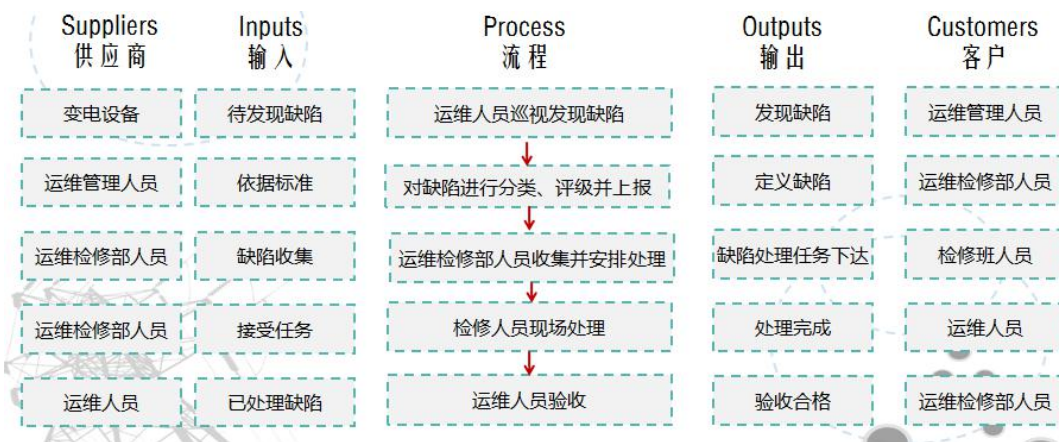 Suppliers Inputs Process Outputs Customers
供应商 输入 流程 输出 客户
变电设备 待发现缺陷 运维人员巡视发现缺陷 发现缺陷 运维管理人员
运维管理人员 依据标准 对缺陷进行分类、评级并上报 定义缺陷 运维检修部人员
运维检修部人员 缺陷收集 运维检修部人员收集并安排处理 缺陷处理任务下达 检修班人员
运维检修部人员 接受任务 检修人员现场处理 处理完成 运维人员
运维人员 已处理缺陷 运维人员验收 验收合格 运维检修部人员